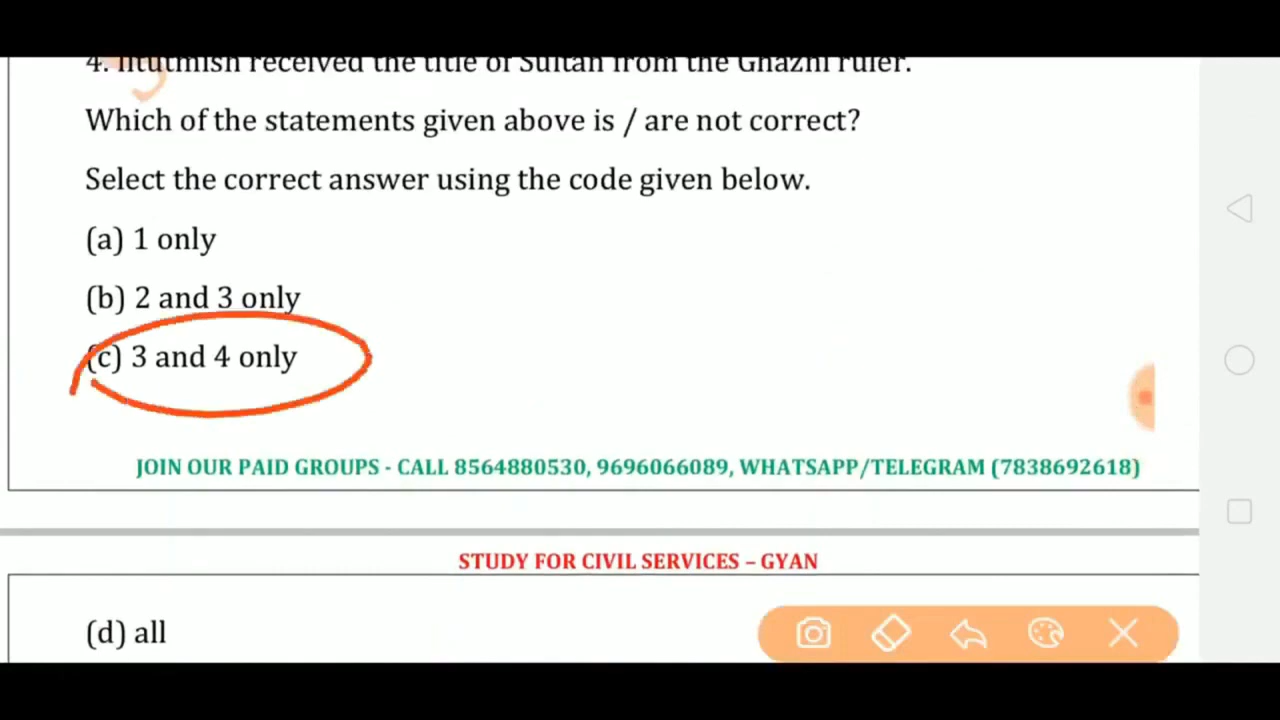 4. Iltutmish received the title of Sultan from the Ghazni ruler.
Which of the statements given above is / are not correct?
Select the correct answer using the code given below.
(a) 1 only
(b) 2 and 3 only
(c) 3 and 4 only
JOIN OUR PAID GROUPS - CALL 8564880530, 9696066089, WHATSAPP/TELEGRAM (7838692618)
STUDY FOR CIVIL SERVICES – GYAN
(d) all